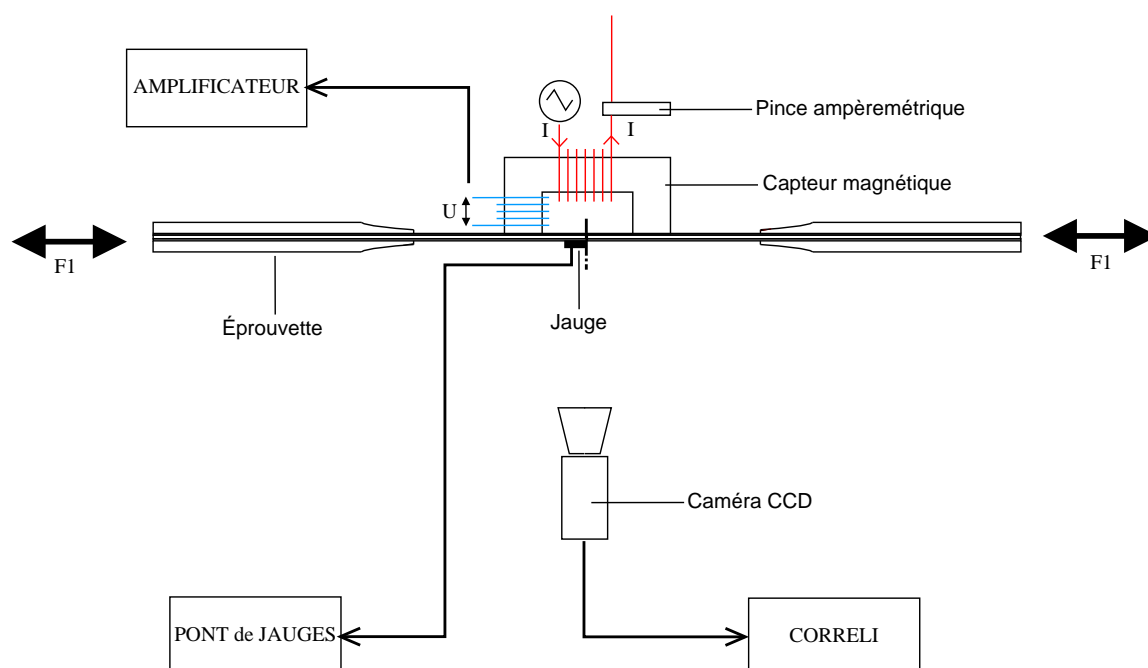 AMPLIFICATEUR
Pince ampèremétrique
I
I
Capteur magnétique
U
F1
F1
Éprouvette
Jauge
Caméra CCD
PONT de JAUGES
CORRELI